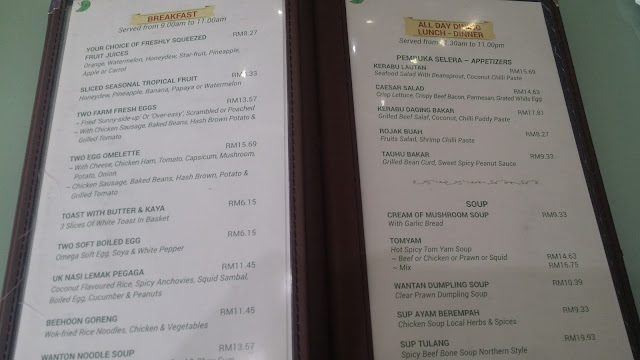 BREAKFAST
Served from 9.00am to 11.00am
YOUR CHOICE OF FRESHLY SQUEEZED RM8.27
FRUIT JUICES
Orange, Watermelon, Honeydew, Star-fruit, Pineapple,
Apple or Carrot
SLICED SEASONAL TROPICAL FRUIT .33
Honeydew, Pineapple, Banana, Papaya or Watermelon
TWO FARM FRESH EGGS RM13.57
~ Fried 'Sunny-side-up' Or 'Over-easy', Scrambled or Poached
~ With Chicken Sausage, Baked Beans, Hash Brown Potato &
Grilled Tomato
TWO EGG OMELETTE RM15.69
~ With Cheese, Chicken Ham, Tomato, Capsicum, Mushroom,
Potato, Onion
~ Chicken Sausage, Baked Beans, Hash Brown, Potato &
Grilled Tomato
TOAST WITH BUTTER & KAYA RM6.15
3 Slices Of White Toast In Basket
TWO SOFT BOILED EGG RM6.15
Omega Soft Egg, Soya & White Pepper
UK NASI LEMAK PEGAGA RM11.45
Coconut Flavoured Rice, Spicy Anchovies, Squid Sambal,
Boiled Egg, Cucumber & Peanuts
BEEHOON GORENG RM11.45
Wok-fried Rice Noodles, Chicken & Vegetables
WANTON NOODLE SOUP RM13.57
ALL DAY DINING
LUNCH - DINNER
Served from 11.30am to 11.00pm
PEMBUKA SELERA – APPETIZERS
KERABU LAUTAN RM15.69
Seafood Salad With Beansprout, Coconut Chilli Paste
CAESAR SALAD RM14.63
Crisp Lettuce, Crispy Beef Bacon, Parmesan, Grated White Egg
KERABU DAGING BAKAR RM17.81
Grilled Beef Salad, Coconut, Chilli Paddy Paste
ROJAK BUAH RM8.27
Fruits Salad, Shrimp Chilli Paste
TAUHU BAKAR RM9.33
Grilled Bean Curd, Sweet Spicy Peanut Sauce
SOUP
CREAM OF MUSHROOM SOUP RM9.33
With Garlic Bread
TOMYAM
Hot Spicy Tom Yam Soup
~ Beef or Chicken or Prawn or Squid RM14.63
~ Mix RM16.75
WANTAN DUMPLING SOUP RM10.39
Clear Prawn Dumpling Soup
SUP AYAM BEREMPAH RM9.33
Chicken Soup Local Herbs & Spices
SUP TULANG RM19.93
Spicy Beef Bone Soup Northern Style